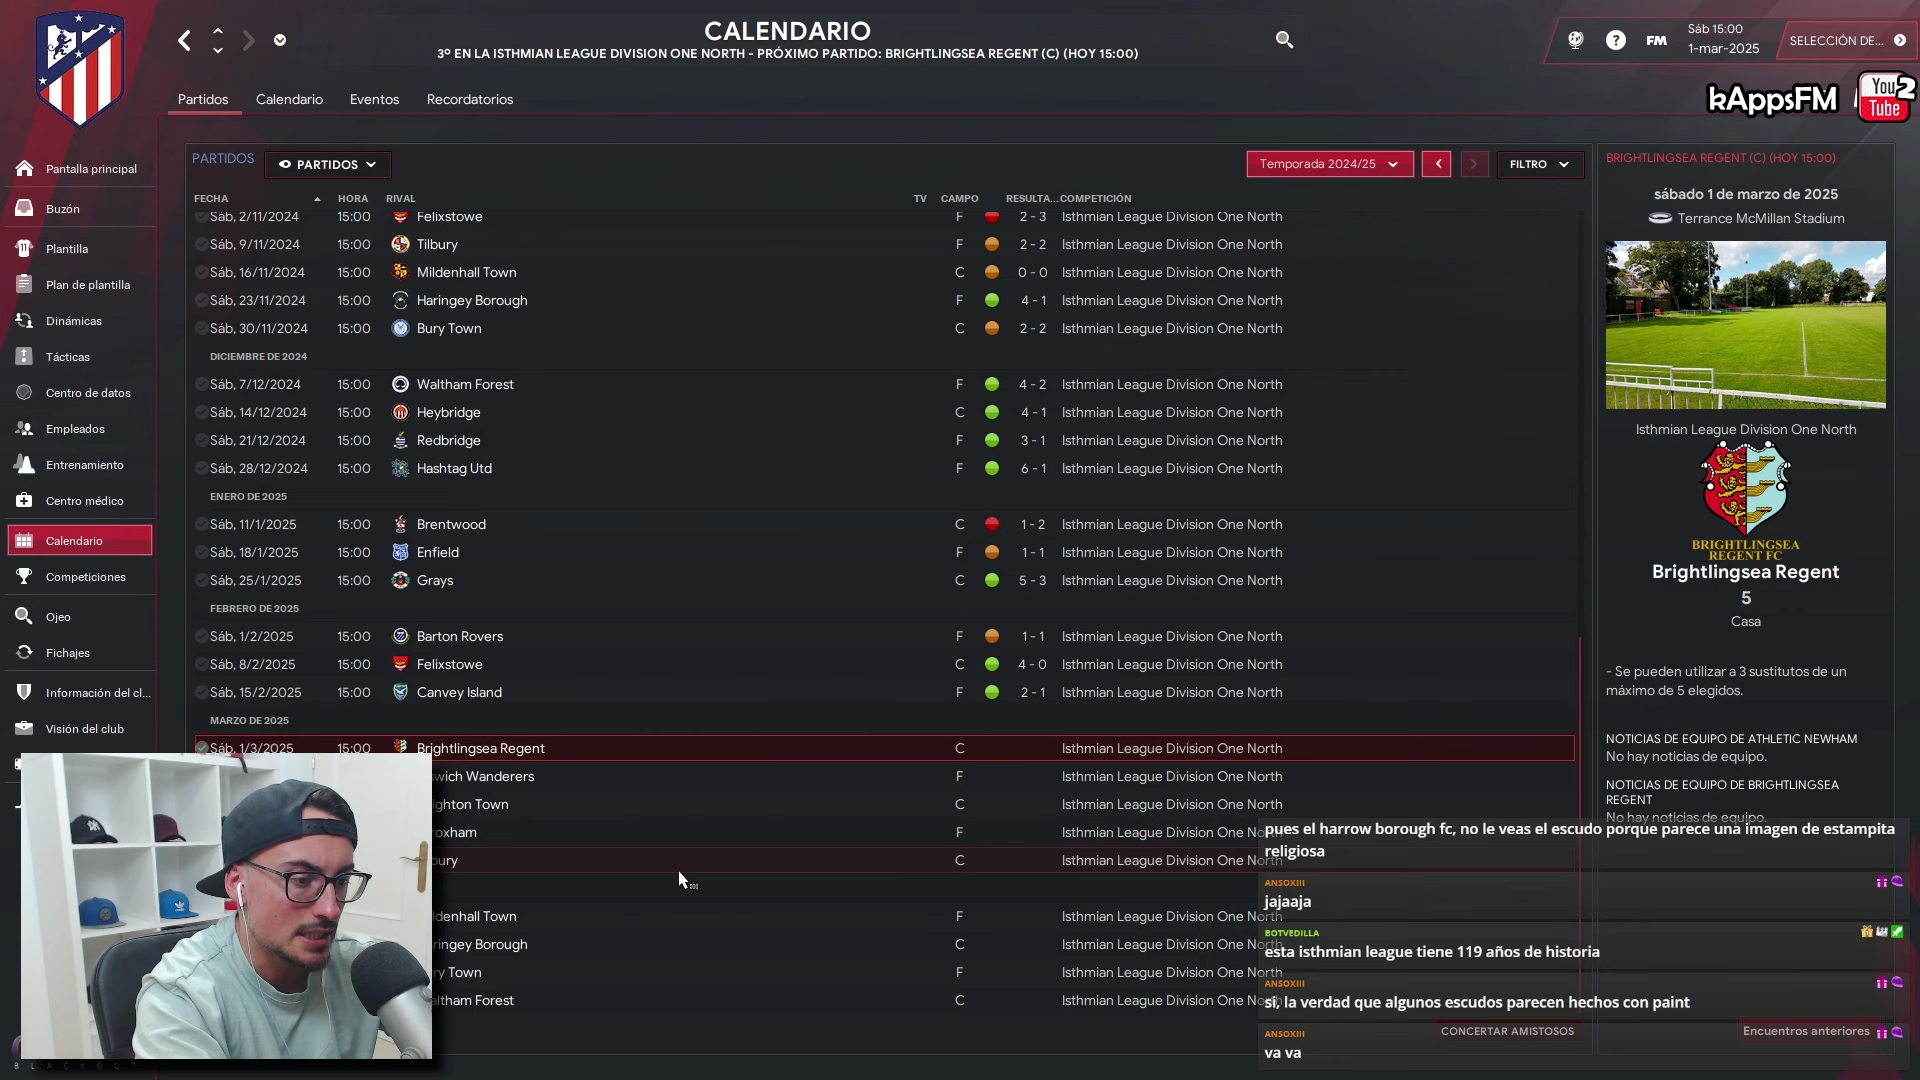 CALENDARIO
3º EN LA ISTHMIAN LEAGUE DIVISION ONE NORTH - PRÓXIMO PARTIDO: BRIGHTLINGSEA REGENT (C) (HOY 15:00)
FM
Sáb 15:00
1-mar-2025
SELECCIÓN DE...
Partidos
Calendario
Eventos
Recordatorios
kAppsFM
You2
Tube
Pantalla principal
Buzón
Plantilla
Plan de plantilla
Dinámicas
Tácticas
Centro de datos
Empleados
Entrenamiento
Centro médico
Calendario
Competiciones
Ojeo
Fichajes
Información del cl...
Visión del club
PARTIDOS
PARTIDOS
Temporada 2024/25
FILTRO
FECHA HORA RIVAL TV CAMPO RESULTA... COMPETICIÓN
Sáb, 2/11/2024 15:00 Felixstowe F 2 - 3 Isthmian League Division One North
Sáb, 9/11/2024 15:00 Tilbury F 2 - 2 Isthmian League Division One North
Sáb, 16/11/2024 15:00 Mildenhall Town C 0 - 0 Isthmian League Division One North
Sáb, 23/11/2024 15:00 Haringey Borough F 4 - 1 Isthmian League Division One North
Sáb, 30/11/2024 15:00 Bury Town C 2 - 2 Isthmian League Division One North
DICIEMBRE DE 2024
Sáb, 7/12/2024 15:00 Waltham Forest F 4 - 2 Isthmian League Division One North
Sáb, 14/12/2024 15:00 Heybridge C 4 - 1 Isthmian League Division One North
Sáb, 21/12/2024 15:00 Redbridge F 3 - 1 Isthmian League Division One North
Sáb, 28/12/2024 15:00 Hashtag Utd F 6 - 1 Isthmian League Division One North
ENERO DE 2025
Sáb, 11/1/2025 15:00 Brentwood C 1 - 2 Isthmian League Division One North
Sáb, 18/1/2025 15:00 Enfield F 1 - 1 Isthmian League Division One North
Sáb, 25/1/2025 15:00 Grays C 5 - 3 Isthmian League Division One North
FEBRERO DE 2025
Sáb, 1/2/2025 15:00 Barton Rovers F 1 - 1 Isthmian League Division One North
Sáb, 8/2/2025 15:00 Felixstowe C 4 - 0 Isthmian League Division One North
Sáb, 15/2/2025 15:00 Canvey Island F 2 - 1 Isthmian League Division One North
MARZO DE 2025
Sáb, 1/3/2025 15:00 Brightlingsea Regent C Isthmian League Division One North
swich Wanderers F Isthmian League Division One North
ighton Town C Isthmian League Division One North
roxham F Isthmian League Division One North
bury C Isthmian League Division One North
ldenhall Town F Isthmian League Division One North
ringey Borough C Isthmian League Division One North
ry Town F Isthmian League Division One North
altham Forest C Isthmian League Division One No
CONCERTAR AMISTOSOS
BRIGHTLINGSEA REGENT (C) (HOY 15:00)
sábado 1 de marzo de 2025
Terrance McMillan Stadium
Isthmian League Division One North
BRIGHTLINGSEA
REGENT FC
Brightlingsea Regent
5
Casa
- Se pueden utilizar a 3 sustitutos de un
máximo de 5 elegidos.
NOTICIAS DE EQUIPO DE ATHLETIC NEWHAM
No hay noticias de equipo.
NOTICIAS DE EQUIPO DE BRIGHTLINGSEA
REGENT
No hay noticias de equipo.
pues el harrow borough fc, no le veas el escudo porque parece una imagen de estampita
religiosa
ANSOXIII
jajaaja
BOTVEDILLA
esta isthmian league tiene 119 años de historia
ANSOXIII
si, la verdad que algunos escudos parecen hechos con paint
ANSOXIII
va va
Encuentros anteriores
BLACKOUT